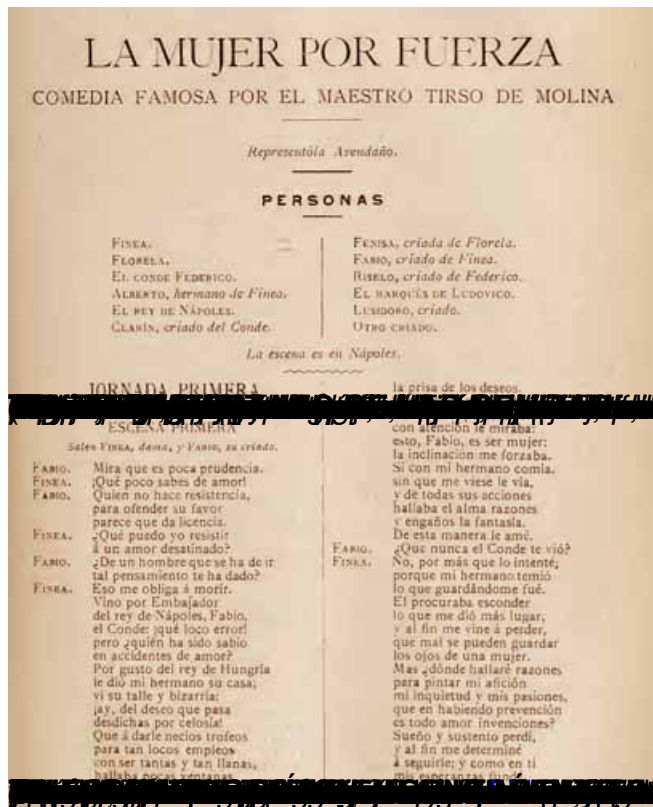 LA MUJER POR FUERZA
COMEDIA FAMOSA POR EL MAESTRO TIRSO DE MOLINA
Representóla Avendaño.
PERSONAS
FINEA.
FLORELA.
EL CONDE FEDERICO.
ALBERTO, hermano de Finea.
EL REY DE NÁPOLES.
CLARÍN, criado del Conde.
FENISA, criada de Florela.
FABIO, criado de Finea.
RISELO, criado de Federico.
EL MARQUÉS DE LUDOVICO.
LUSIDORO, criado.
OTRO CRIADO.
La escena es en Nápoles.
JORNADA PRIMERA
ESCENA PRIMERA
Salen FINEA, dama, y FABIO, su criado.
FABIO. Mira que es poca prudencia.
FINEA. ¡Qué poco sabes de amor!
FABIO. Quien no hace resistencia,
para ofender su favor
parece que da licencia.
FINEA. ¿Qué puedo yo resistir
á un amor desatinado?
FABIO. ¿De un hombre que se ha de ir
tal pensamiento te ha dado?
FINEA. Eso me obliga á morir.
Vino por Embajador
del rey de Nápoles, Fabio,
el Conde: ¡qué loco error!
pero ¿quién ha sido sabio
en accidentes de amor?
Por gusto del rey de Hungría
le dió mi hermano su casa;
vi su talle y bizarría;
¡ay, del deseo que pasa
desdichas por celosía!
Que á darle necios trofeos
para tan locos empleos
con ser tantas y tan llanas,
hallaba pocas ventanas
la prisa de los deseos.
con atención le miraba:
esto, Fabio, es ser mujer;
la inclinación me forzaba.
Si con mi hermano comía,
sin que me viese le vía,
y de todas sus acciones
hallaba el alma razones
y engaños la fantasía.
De esta manera le amé.
FABIO. ¿Que nunca el Conde te vió?
FINEA. No, por más que lo intenté;
porque mi hermano temió
lo que guardándome fué.
El procuraba esconder
lo que me dió más lugar,
y al fin me vine á perder,
que mal se pueden guardar
los ojos de una mujer.
Mas ¿dónde hallaré razones
para pintar mi afición
mi inquietud y mis pasiones,
que en habiendo prevención
es todo amor invenciones?
Sueño y sustento perdí,
y al fin me determiné
á seguirle; y como en ti
mis esperanzas fundé